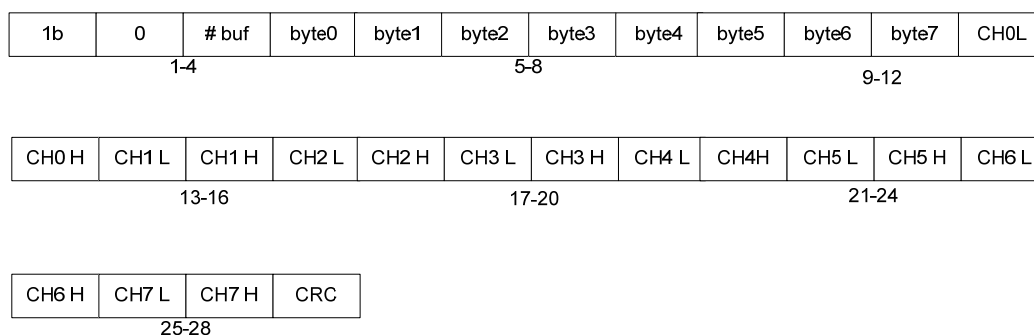 1b 0 # buf byte0 byte1 byte2 byte3 byte4 byte5 byte6 byte7 CH0L
1-4 5-8 9-12
CH0 H CH1 L CH1 H CH2 L CH2 H CH3 L CH3 H CH4 L CH4H CH5 L CH5 H CH6 L
13-16 17-20 21-24
CH6 H CH7 L CH7 H CRC
25-28